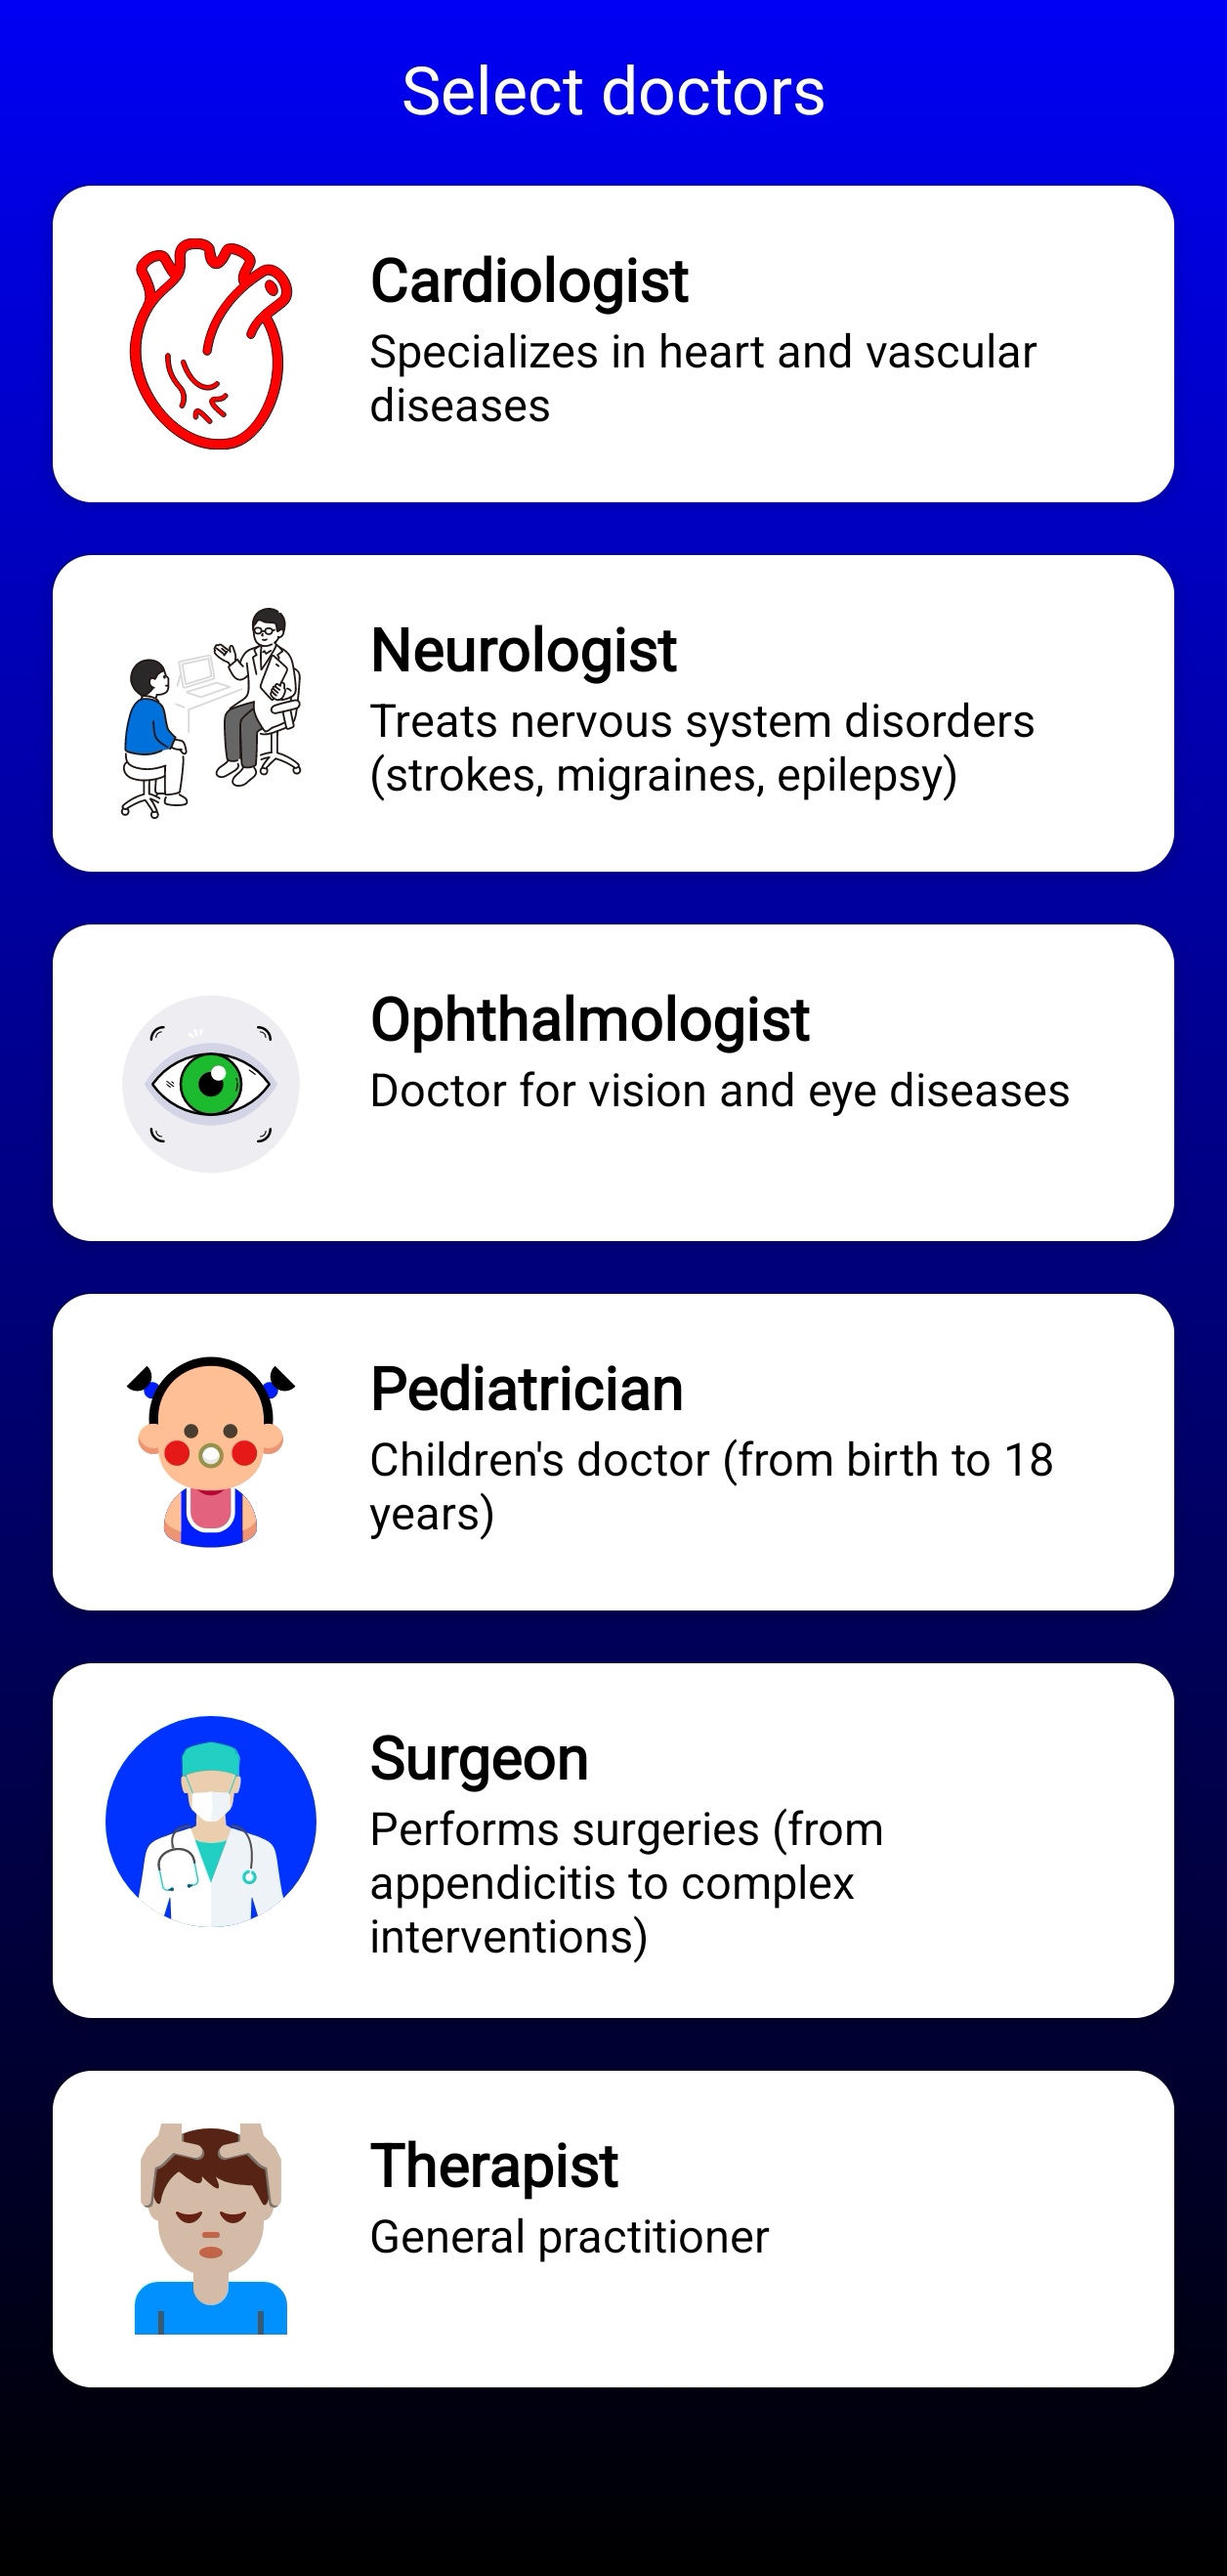 Select doctors
Cardiologist
Specializes in heart and vascular
diseases
Neurologist
Treats nervous system disorders
(strokes, migraines, epilepsy)
Ophthalmologist
Doctor for vision and eye diseases
Pediatrician
Children's doctor (from birth to 18
years)
Surgeon
Performs surgeries (from
appendicitis to complex
interventions)
Therapist
General practitioner